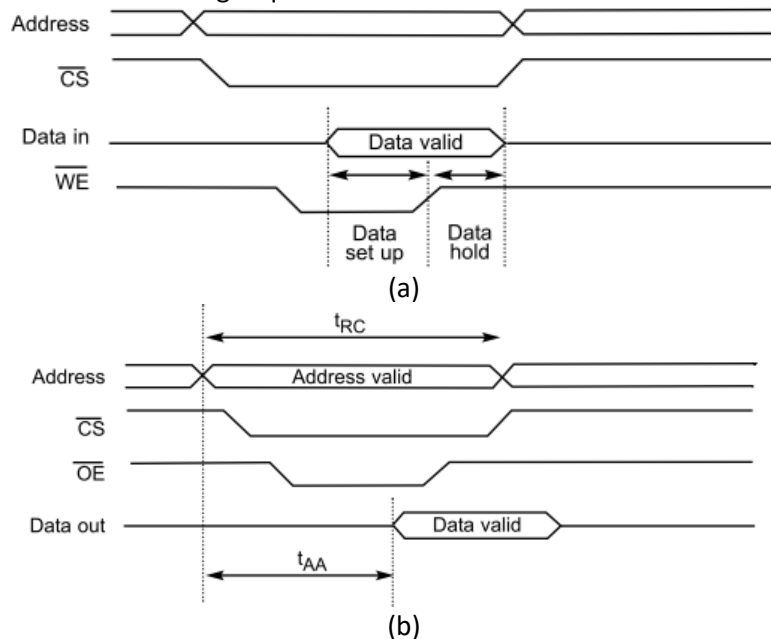 Address
CS
Data in
Data valid
WE
Data
set up
Data
hold
(a)
tRC
Address
Address valid
CS
OE
Data out
Data valid
tAA
(b)